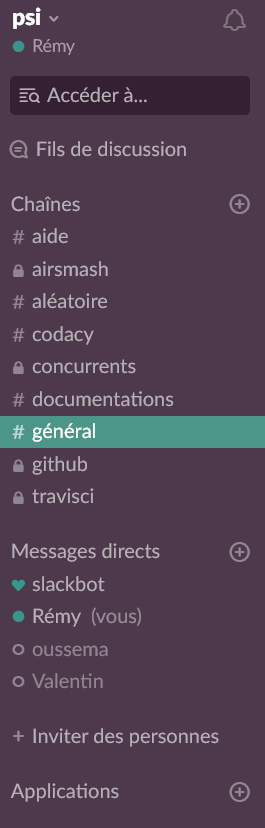 psi
Rémy
Accéder à...
Fils de discussion
Chaînes
# aide
airsmash
# aléatoire
# codacy
concurrents
# documentations
# général
github
travisci
Messages directs
slackbot
Rémy (vous)
oussema
Valentin
+ Inviter des personnes
Applications